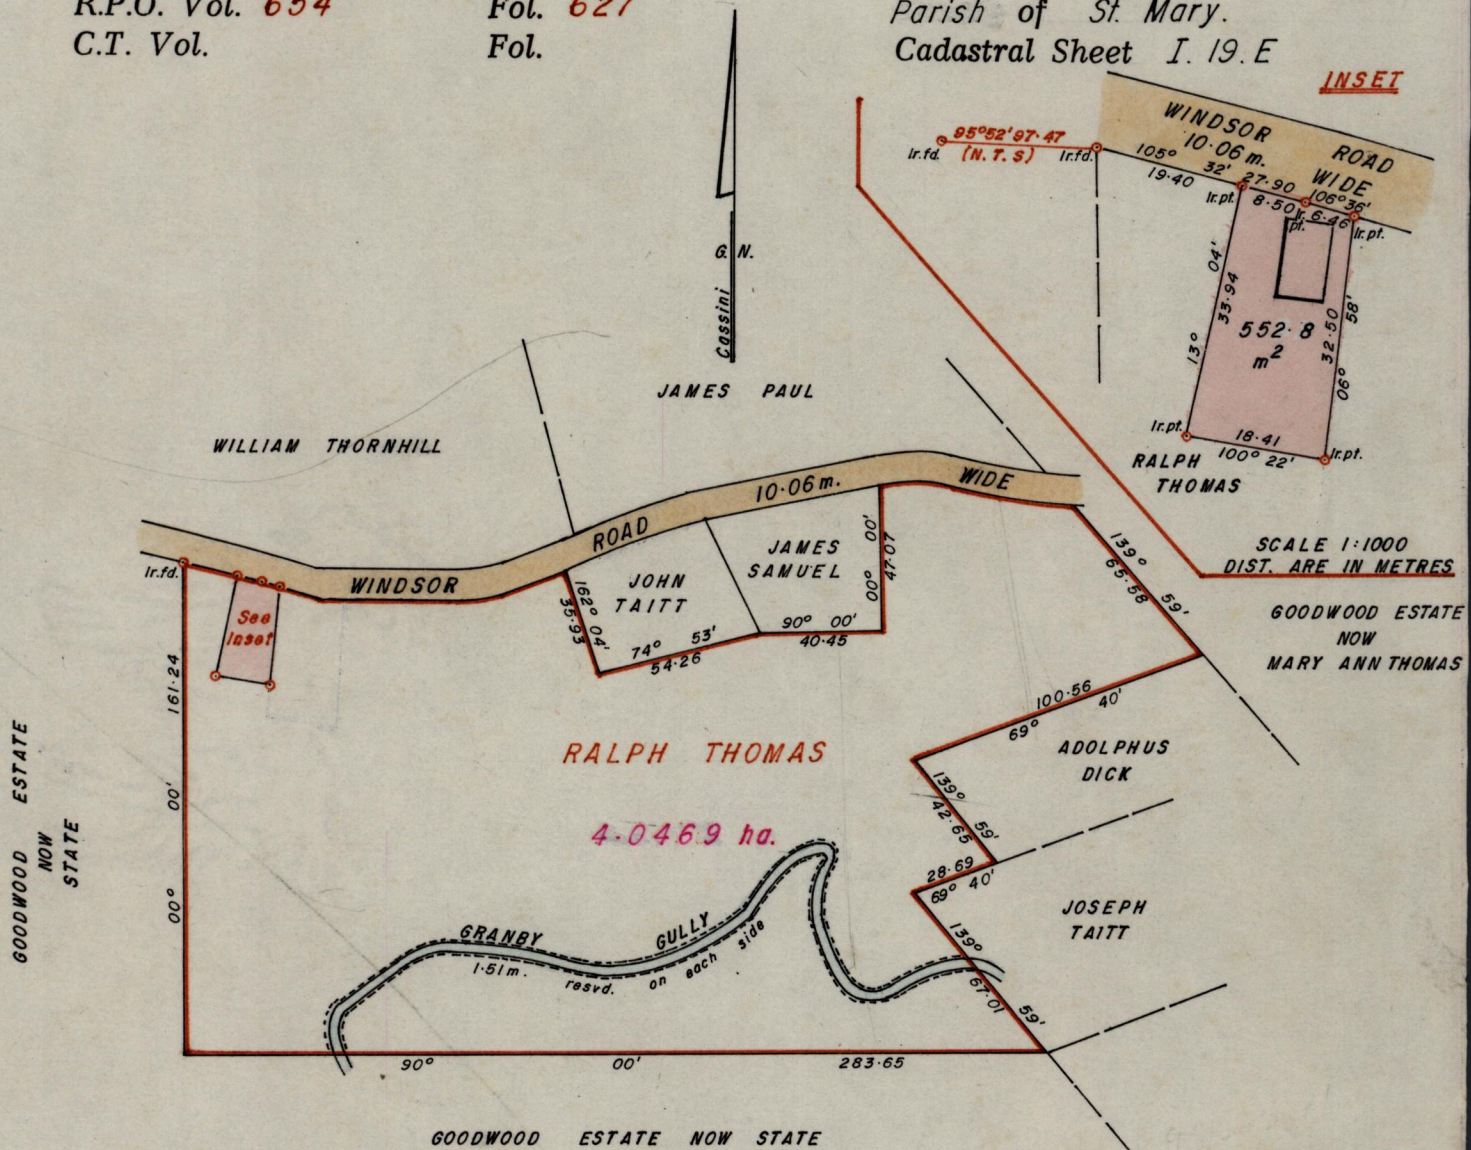 R.P.O. Vol. 654 Fol. 627
C.T. Vol. Fol.
Parish of St. Mary.
Cadastral Sheet I. 19. E
INSET
WINDSOR ROAD
10·06 m. WIDE
95°52' 97·47
(N.T.S)
Ir.fd.
Ir.fd.
105° 32'
19·40
27·90
8·50
106°36'
6·46
Ir.pt.
Ir.
pt.
Ir.pt.
13° 04'
33·94
552·8
m²
06° 58'
32·50
Ir.pt.
18·41
100° 22'
Ir.pt.
RALPH
THOMAS
G. N.
Cassini
JAMES PAUL
WILLIAM THORNHILL
WINDSOR ROAD 10·06 m. WIDE
Ir.fd.
See
Inset
JOHN
TAITT
JAMES
SAMUEL
162° 04'
35·93
74° 53'
54·26
90° 00'
40·45
00° 00'
47·07
139° 59'
65·58
SCALE 1:1000
DIST. ARE IN METRES
GOODWOOD ESTATE
NOW
MARY ANN THOMAS
100·56
69° 40'
ADOLPHUS
DICK
139° 59'
42·65
28·69
69° 40'
JOSEPH
TAITT
139° 59'
67·01
RALPH THOMAS
4·0469 ha.
GRANBY GULLY
1·51m. resvd. on each side
00° 00' 161·24
GOODWOOD ESTATE
NOW
STATE
90° 00' 283·65
GOODWOOD ESTATE NOW STATE